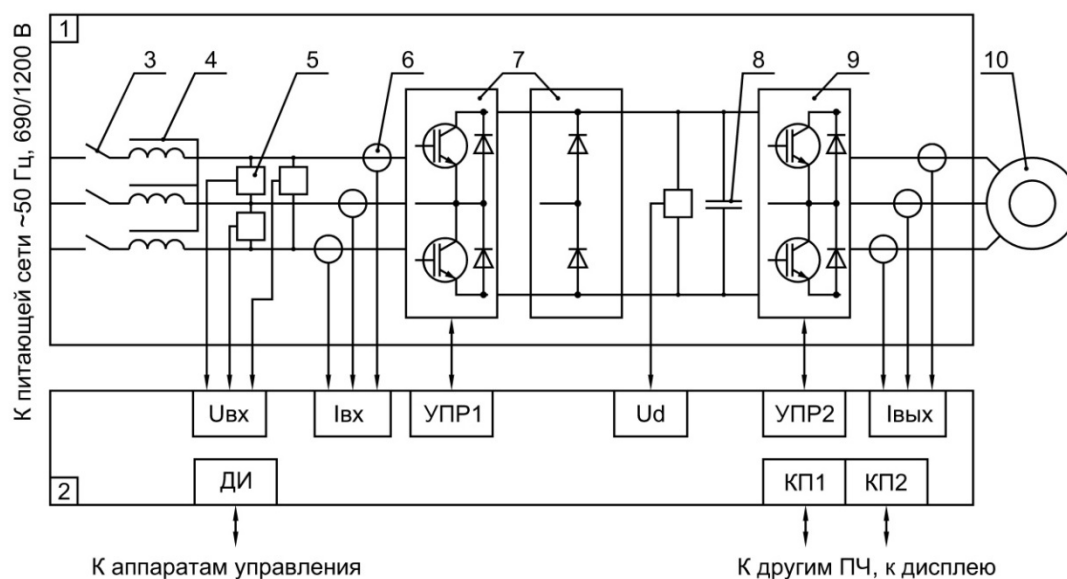 К питающей сети ~50 Гц, 690/1200 В
1
3
4
5
6
7
8
9
10
Uвх
Iвх
УПР1
Ud
УПР2
Iвых
2
ДИ
КП1
КП2
К аппаратам управления
К другим ПЧ, к дисплею